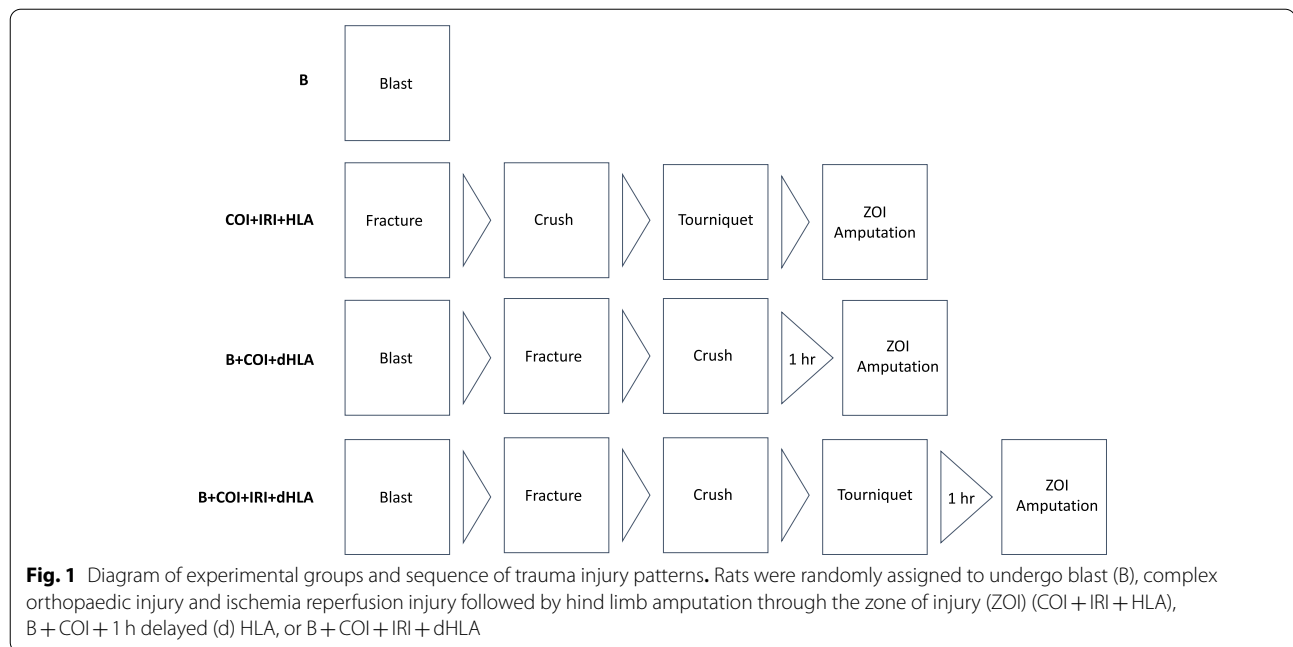 B
Blast
COI+IRI+HLA
Fracture
Crush
Tourniquet
ZOI
Amputation
B+COI+dHLA
Blast
Fracture
Crush
1 hr
ZOI
Amputation
B+COI+IRI+dHLA
Blast
Fracture
Crush
Tourniquet
1 hr
ZOI
Amputation
Fig. 1 Diagram of experimental groups and sequence of trauma injury patterns. Rats were randomly assigned to undergo blast (B), complex
orthopaedic injury and ischemia reperfusion injury followed by hind limb amputation through the zone of injury (ZOI) (COI + IRI + HLA),
B + COI + 1 h delayed (d) HLA, or B + COI + IRI + dHLA